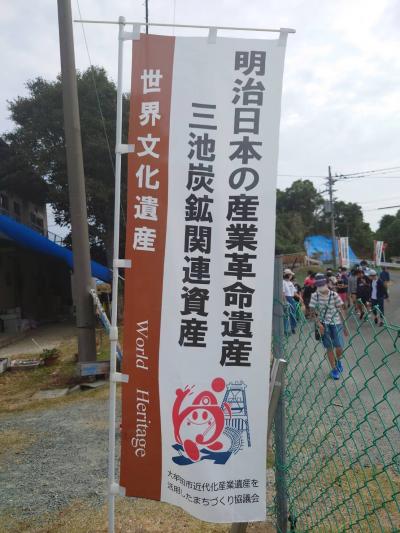 明治日本の産業革命遺産
三池炭鉱関連資産
世界文化遺産
World Heritage
大牟田市近代化産業遺産を
活用したまちづくり協議会